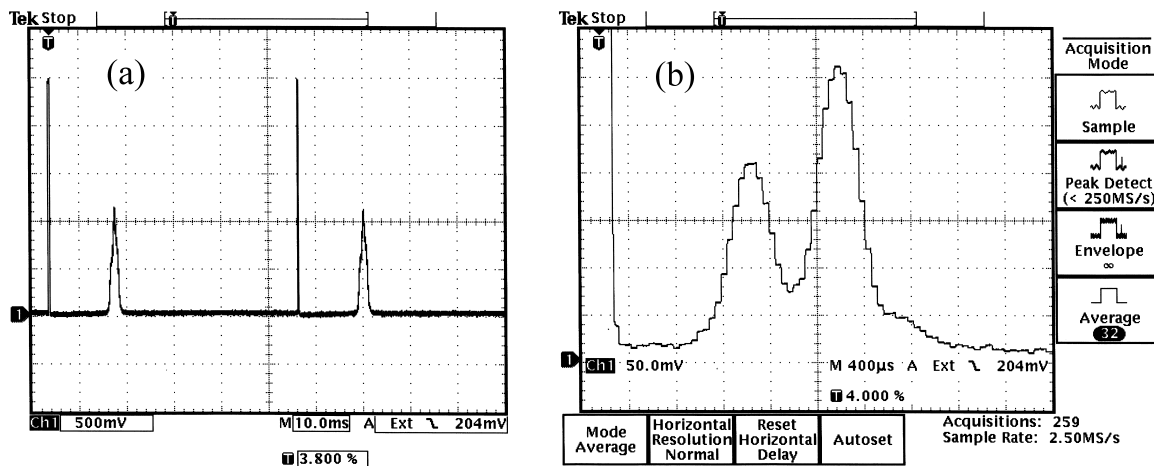 Tek Stop
T
T
(a)
1
Ch1 500mV M 10.0ms A Ext 204mV
T 3.800 %
Tek Stop
T
T
(b)
1
Ch1 50.0mV M 400µs A Ext 204mV
T 4.000 %
Acquisition
Mode
Sample
Peak Detect
(< 250MS/s)
Envelope
∞
Average
32
Mode
Average
Horizontal
Resolution
Normal
Reset
Horizontal
Delay
Autoset
Acquisitions: 259
Sample Rate: 2.50MS/s